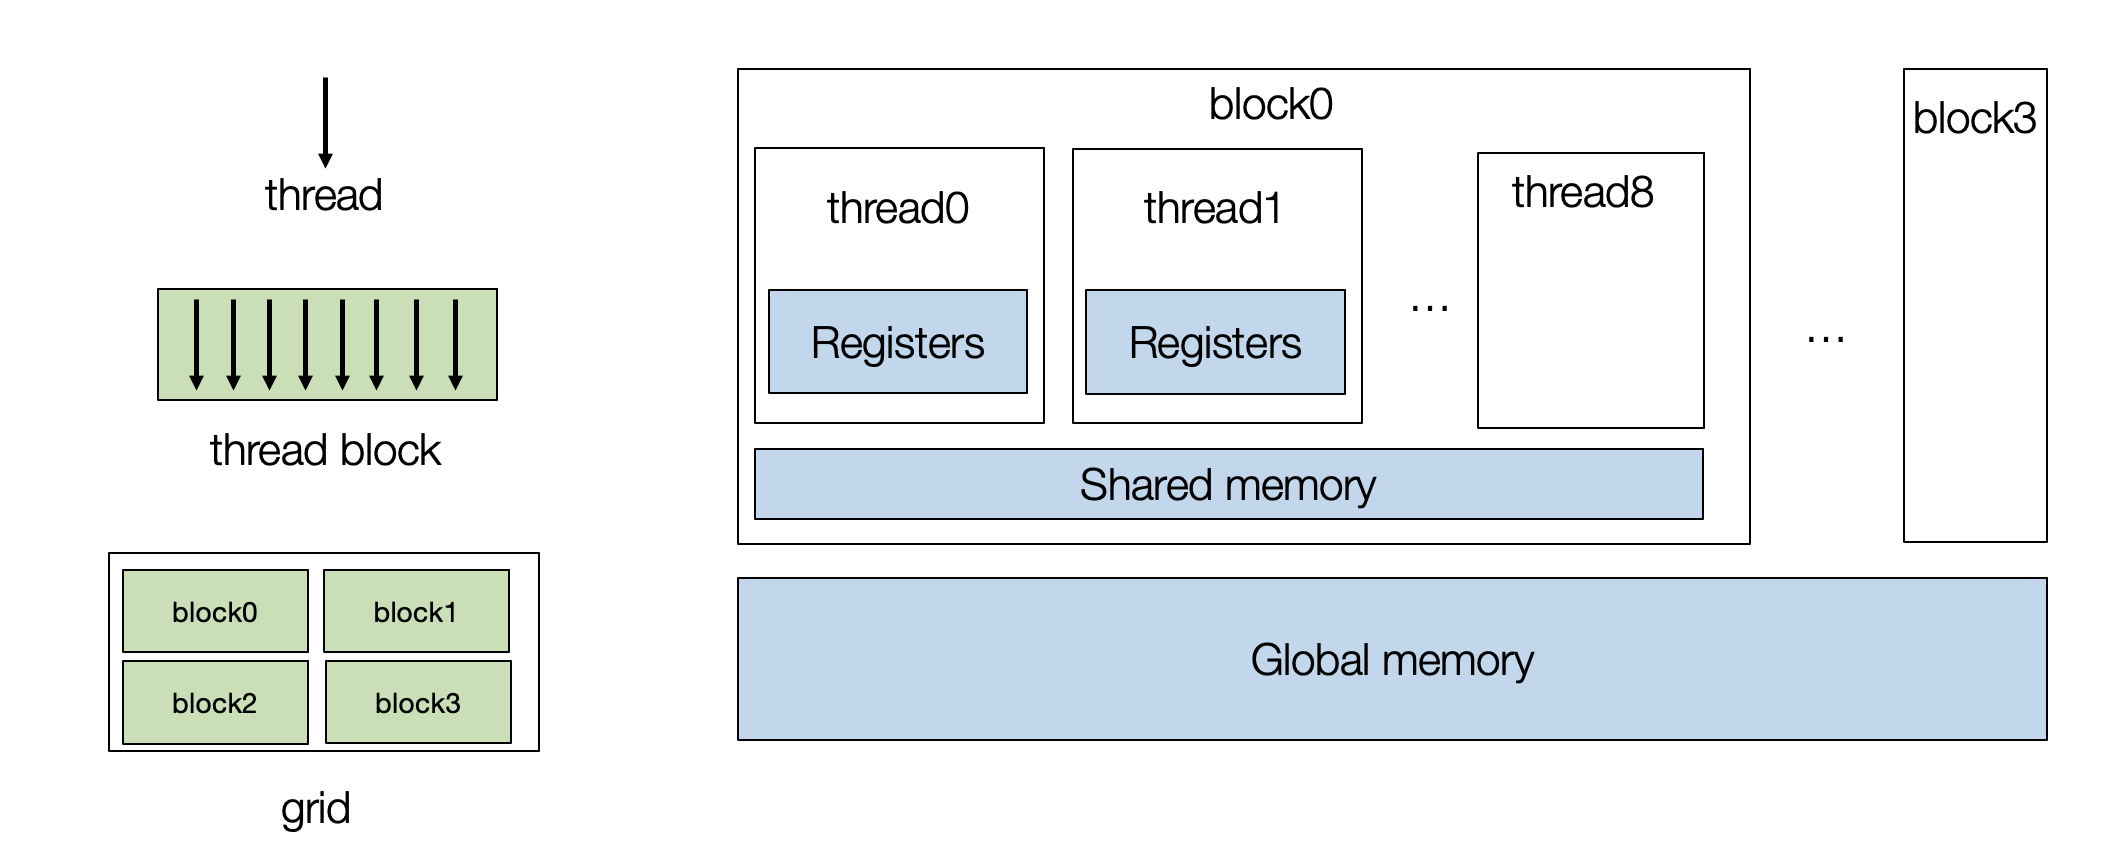 thread
thread block
block0
block1
block2
block3
grid
block0
thread0
thread1
thread8
Registers
Registers
...
Shared memory
...
block3
Global memory